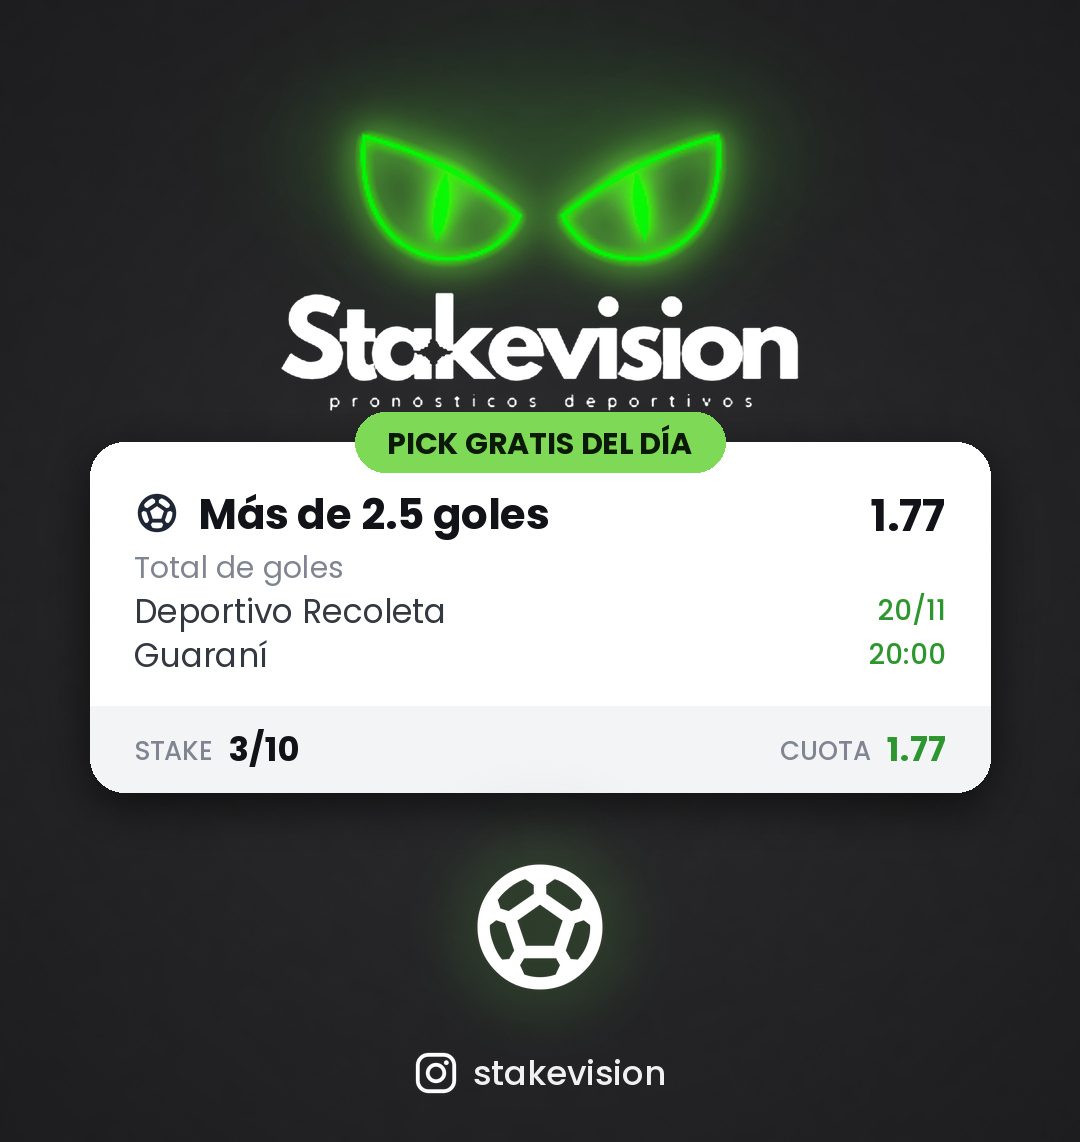 Stakevision
pronósticos deportivos
PICK GRATIS DEL DÍA
Más de 2.5 goles 1.77
Total de goles
Deportivo Recoleta 20/11
Guaraní 20:00
STAKE 3/10 CUOTA 1.77
stakevision